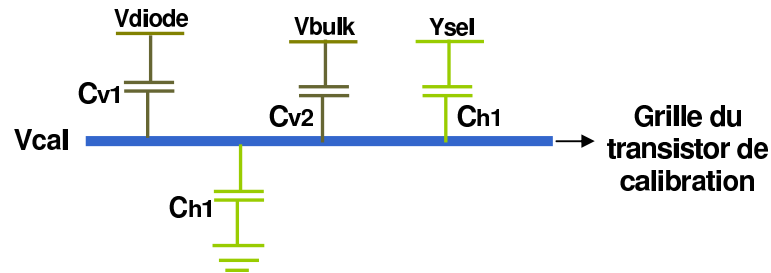 Vdiode
Vbulk
Ysel
Cv1
Cv2
Ch1
Vcal
Grille du
transistor de
calibration
Ch1